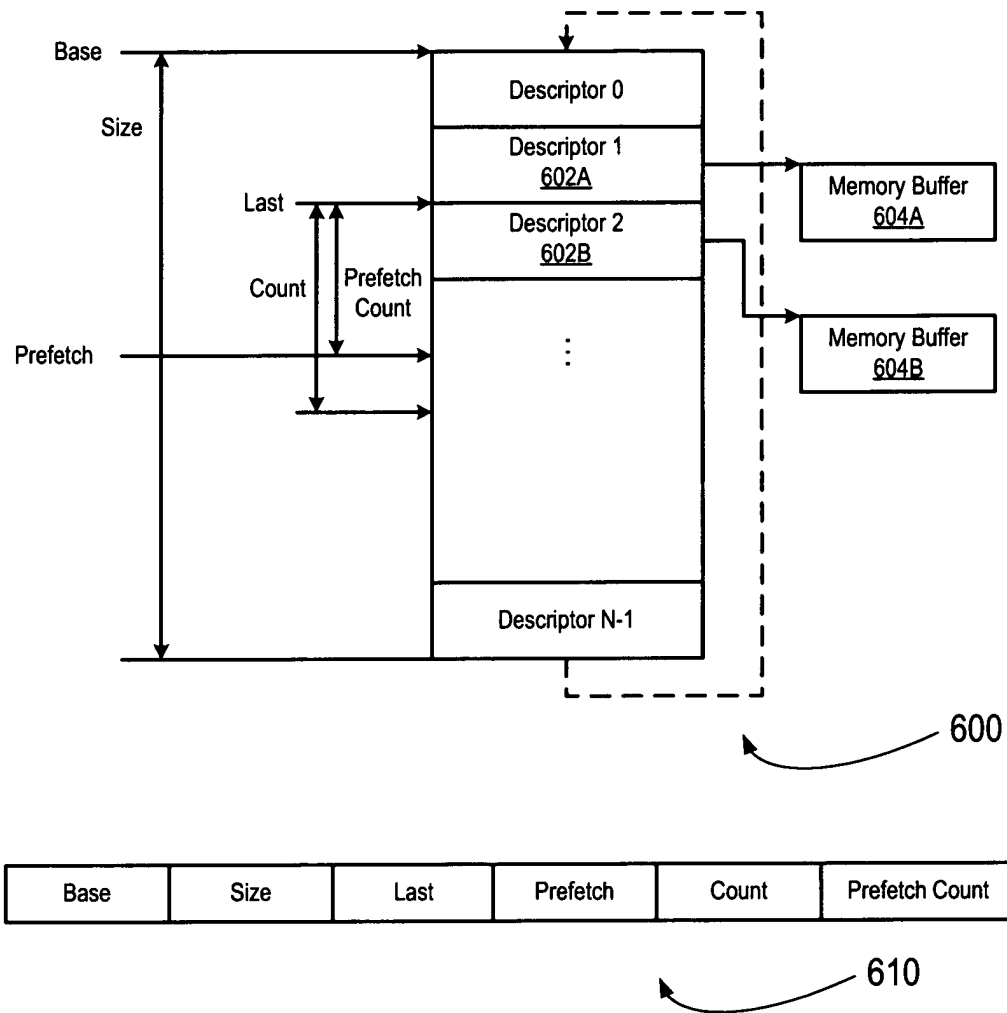 Base
Size
Descriptor 0
Descriptor 1
602A
Memory Buffer
604A
Last
Descriptor 2
602B
Count
Prefetch
Count
Prefetch
⋮
Memory Buffer
604B
Descriptor N-1
600
Base Size Last Prefetch Count Prefetch Count
610